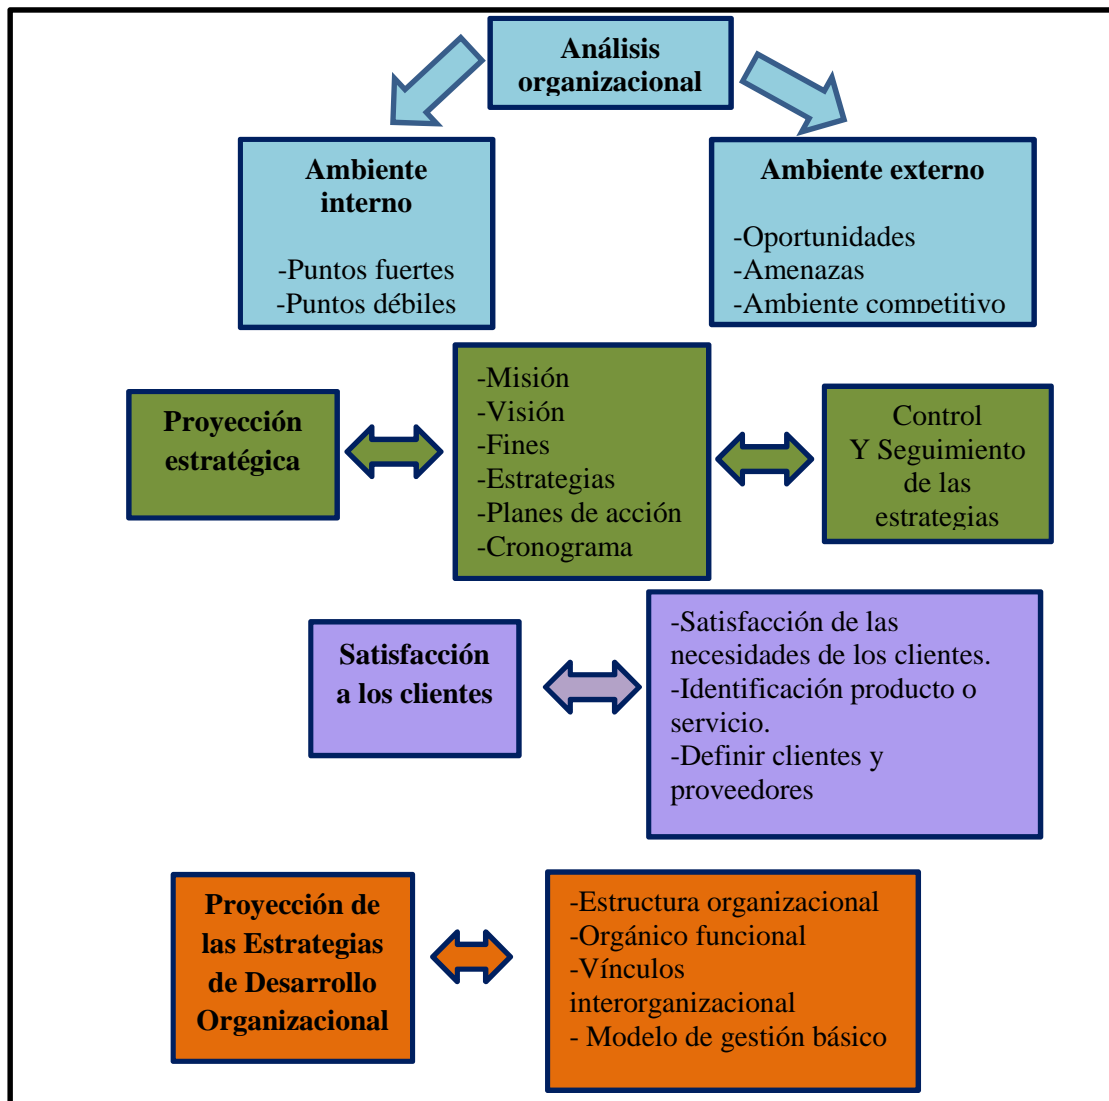 Análisis
organizacional
Ambiente
interno
-Puntos fuertes
-Puntos débiles
Ambiente externo
-Oportunidades
-Amenazas
-Ambiente competitivo
Proyección
estratégica
-Misión
-Visión
-Fines
-Estrategias
-Planes de acción
-Cronograma
Control
Y Seguimiento
de las
estrategias
Satisfacción
a los clientes
-Satisfacción de las
necesidades de los clientes.
-Identificación producto o
servicio.
-Definir clientes y
proveedores
Proyección de
las Estrategias
de Desarrollo
Organizacional
-Estructura organizacional
-Orgánico funcional
-Vínculos
interorganizacional
- Modelo de gestión básico